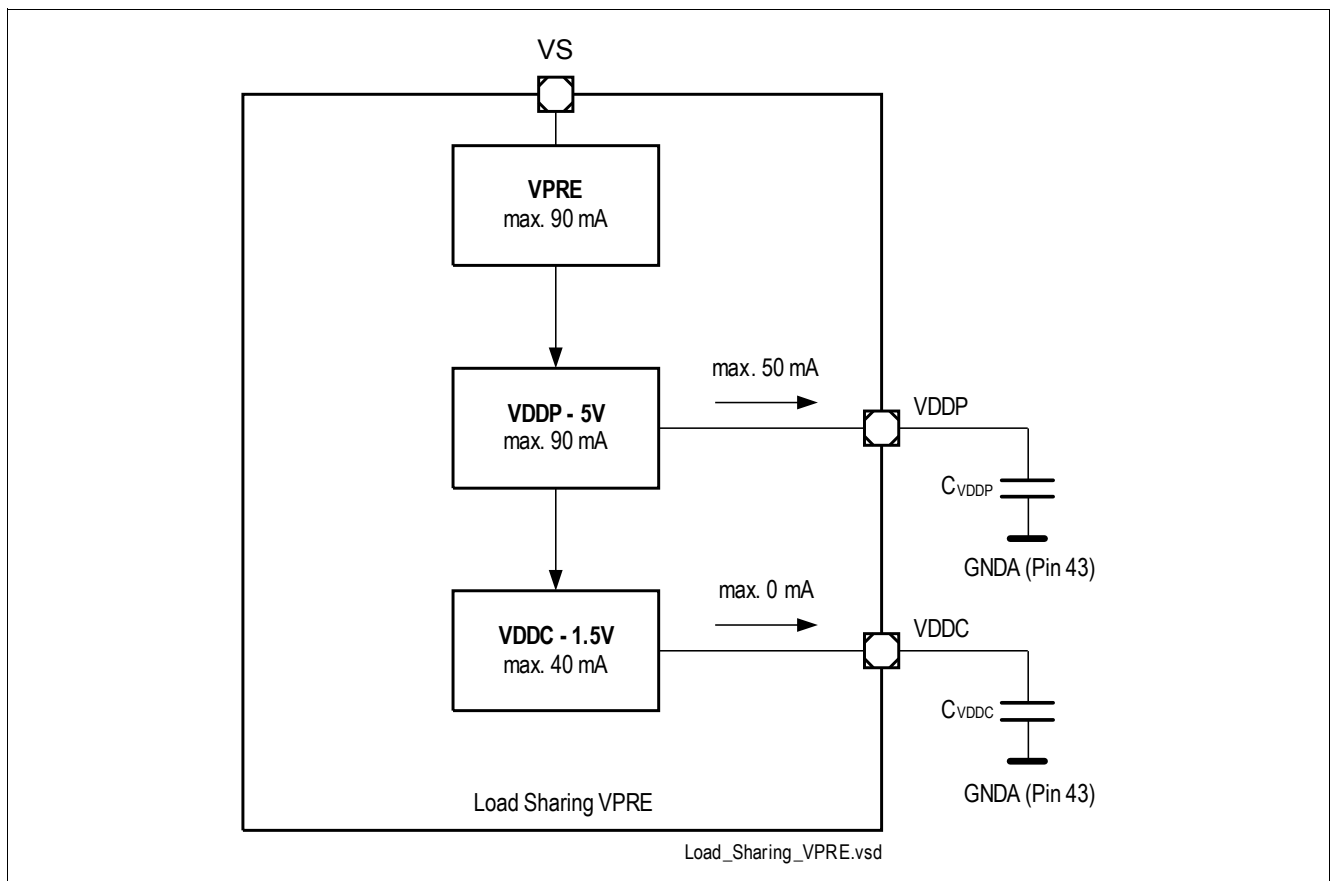 VS
VPRE
max. 90 mA
max. 50 mA
VDDP
VDDP - 5V
max. 90 mA
CVDDP
GNDA (Pin 43)
max. 0 mA
VDDC
VDDC - 1.5V
max. 40 mA
CVDDC
GNDA (Pin 43)
Load Sharing VPRE
Load_Sharing_VPRE.vsd